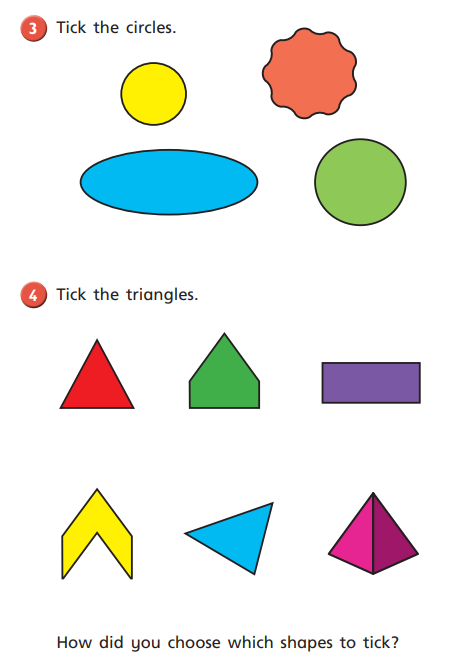 3 Tick the circles.
4 Tick the triangles.
How did you choose which shapes to tick?